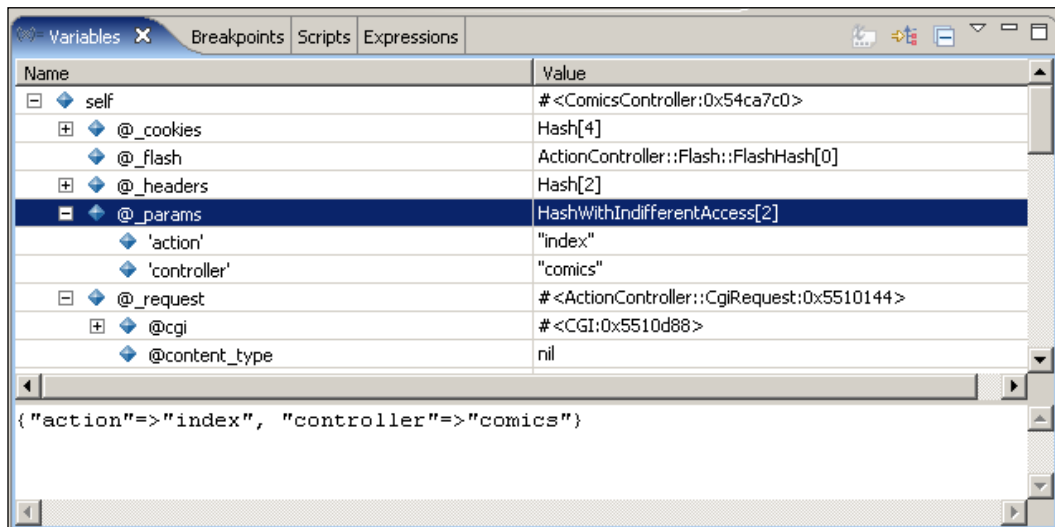 Variables Breakpoints Scripts Expressions
Name Value
self #<ComicsController:0x54ca7c0>
@_cookies Hash[4]
@_flash ActionController::Flash::FlashHash[0]
@_headers Hash[2]
@_params HashWithIndifferentAccess[2]
'action' "index"
'controller' "comics"
@_request #<ActionController::CgiRequest:0x5510144>
@cgi #<CGI:0x5510d88>
@content_type nil
{"action"=>"index", "controller"=>"comics"}